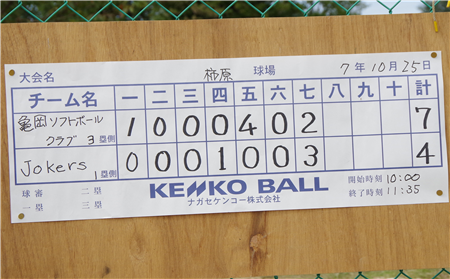 大会名 柿原 球場 7年10月25日
チーム名 一 二 三 四 五 六 七 八 九 十 計
亀岡ソフトボールクラブ 3塁側 1 0 0 0 4 0 2 7
Jokers 1塁側 0 0 0 1 0 0 3 4
球審 二塁 KENKO BALL 開始時刻 10:00
一塁 三塁 ナガセケンコー株式会社 終了時刻 11:35